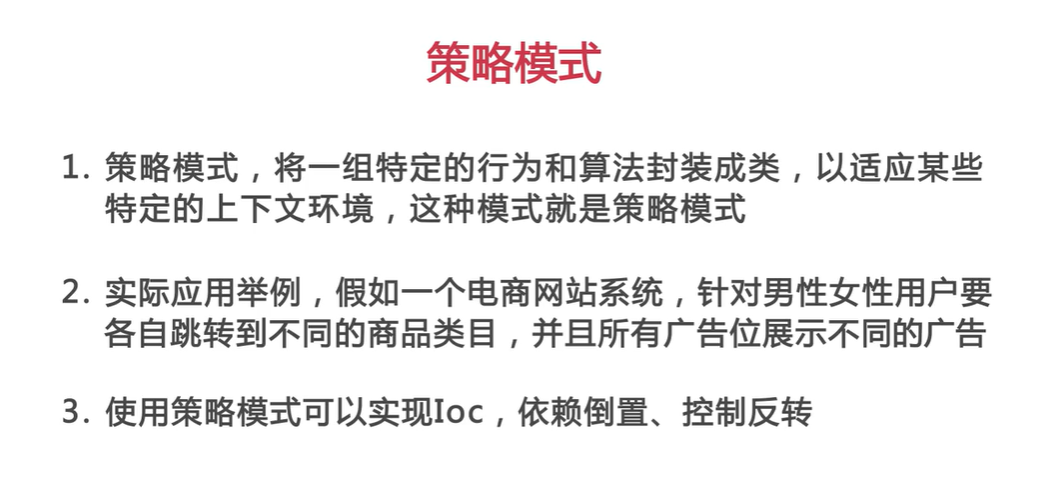 策略模式
1. 策略模式，将一组特定的行为和算法封装成类，以适应某些
特定的上下文环境，这种模式就是策略模式
2. 实际应用举例，假如一个电商网站系统，针对男性女性用户要
各自跳转到不同的商品类目，并且所有广告位展示不同的广告
3. 使用策略模式可以实现Ioc，依赖倒置、控制反转